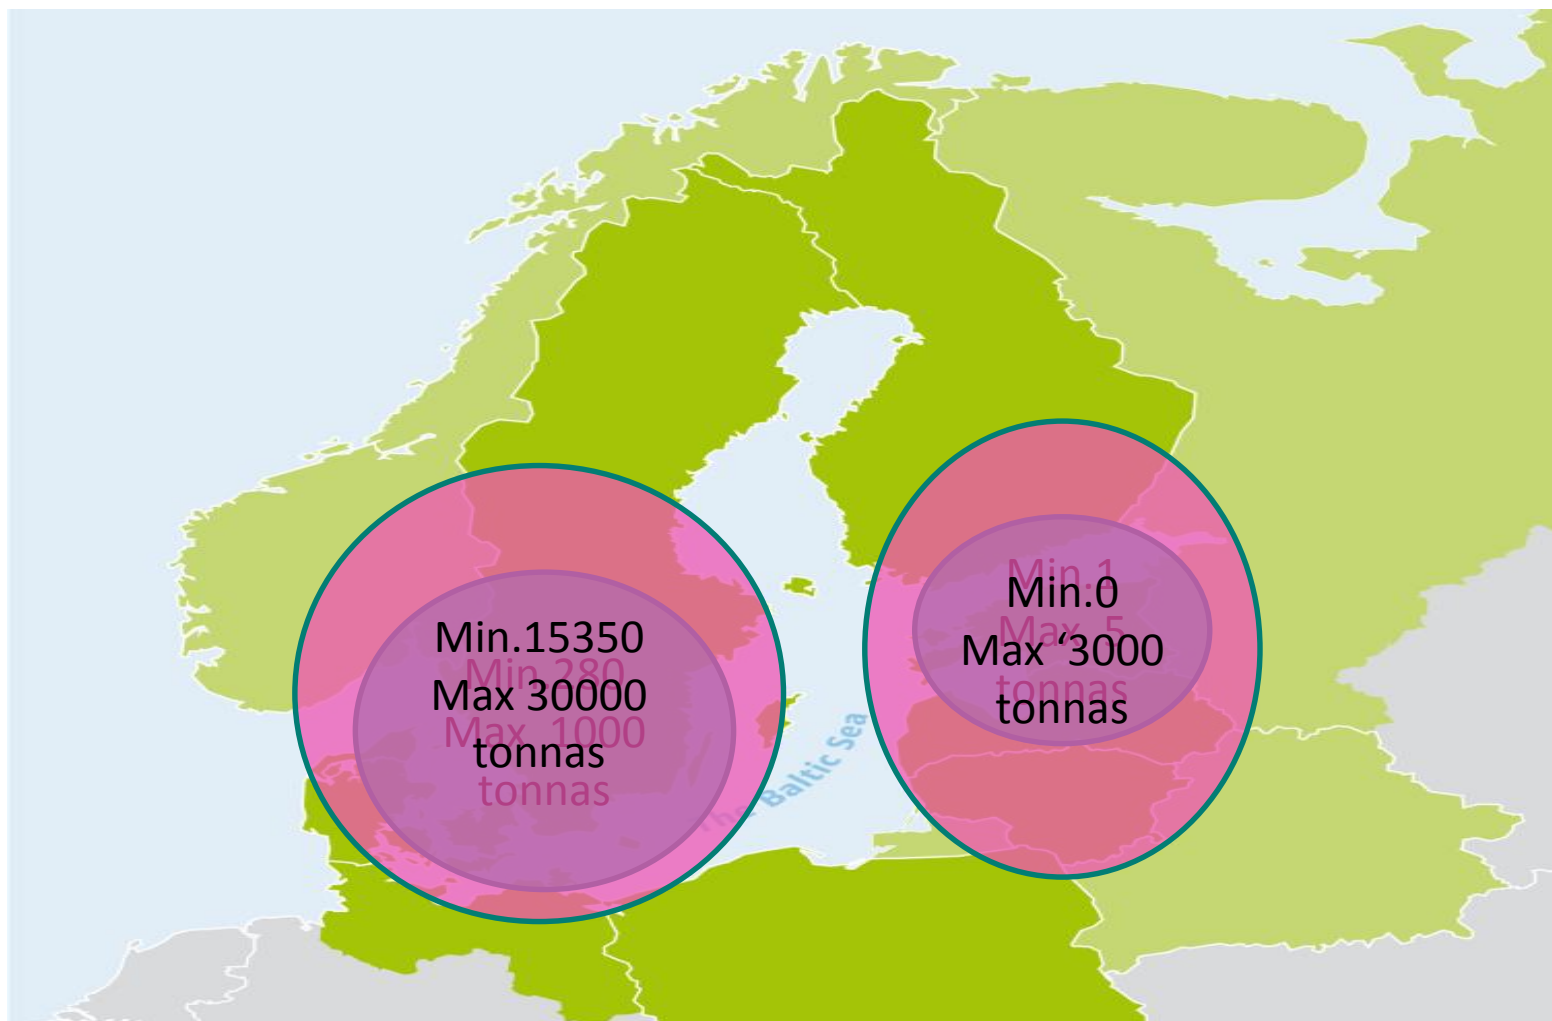 Min.15350
Max 30000
tonnas
Min.280
Max. 1000
tonnas
Min.0
Max ‘3000
tonnas
Min.1
Max. 5
tonnas
The Baltic Sea